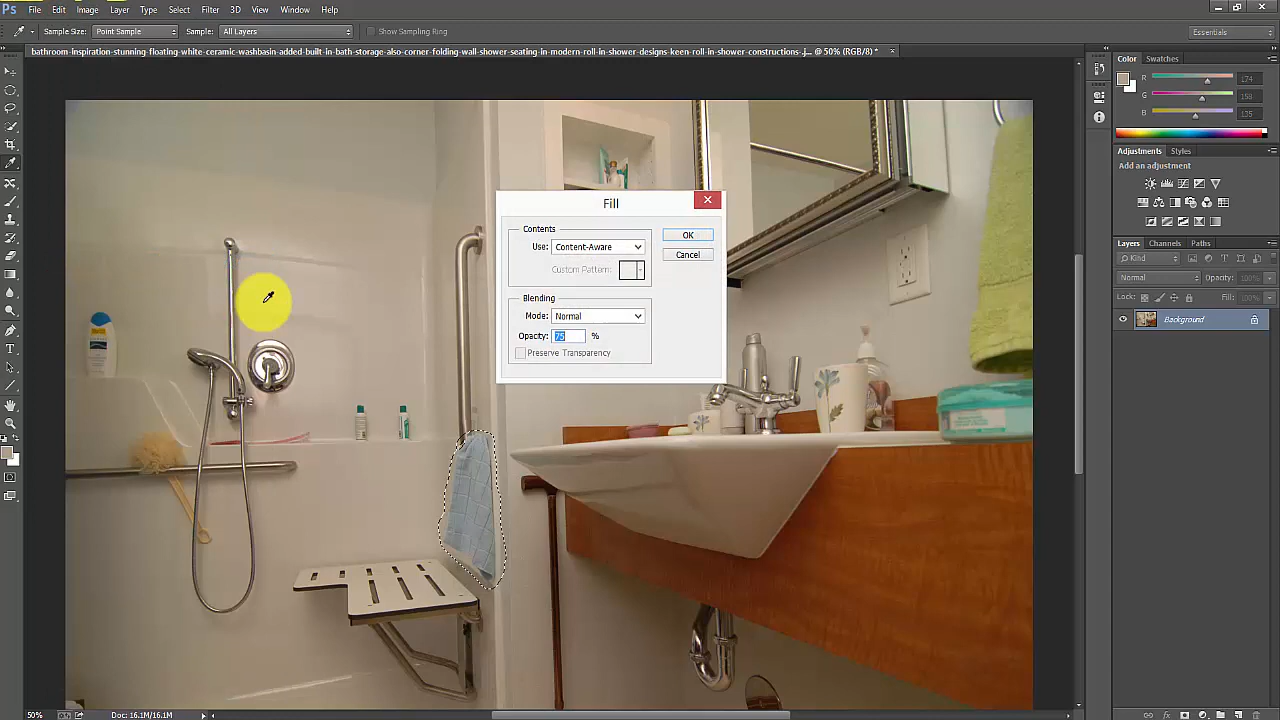 Ps File Edit Image Layer Type Select Filter 3D View Window Help
Sample Size: Point Sample Sample: All Layers Show Sampling Ring Essentials
bathroom-inspiration-stunning-floating-white-ceramic-washbasin-added-built-in-bath-storage-also-corner-folding-wall-shower-seating-in-modern-roll-in-shower-designs-keen-roll-in-shower-constructions-.j... @ 50% (RGB/8) *
Color Swatches
R 174
G 158
B 135
Adjustments Styles
Add an adjustment
Layers Channels Paths
Kind
Normal Opacity: 100%
Lock: Fill: 100%
Background
Fill
Contents
Use: Content-Aware
Custom Pattern:
OK
Cancel
Blending
Mode: Normal
Opacity: 75 %
Preserve Transparency
50% Doc: 16.1M/16.1M